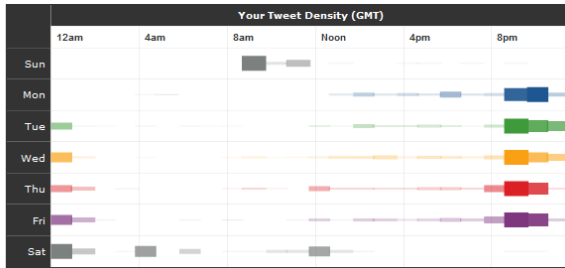 Your Tweet Density (GMT)
12am 4am 8am Noon 4pm 8pm
Sun
Mon
Tue
Wed
Thu
Fri
Sat